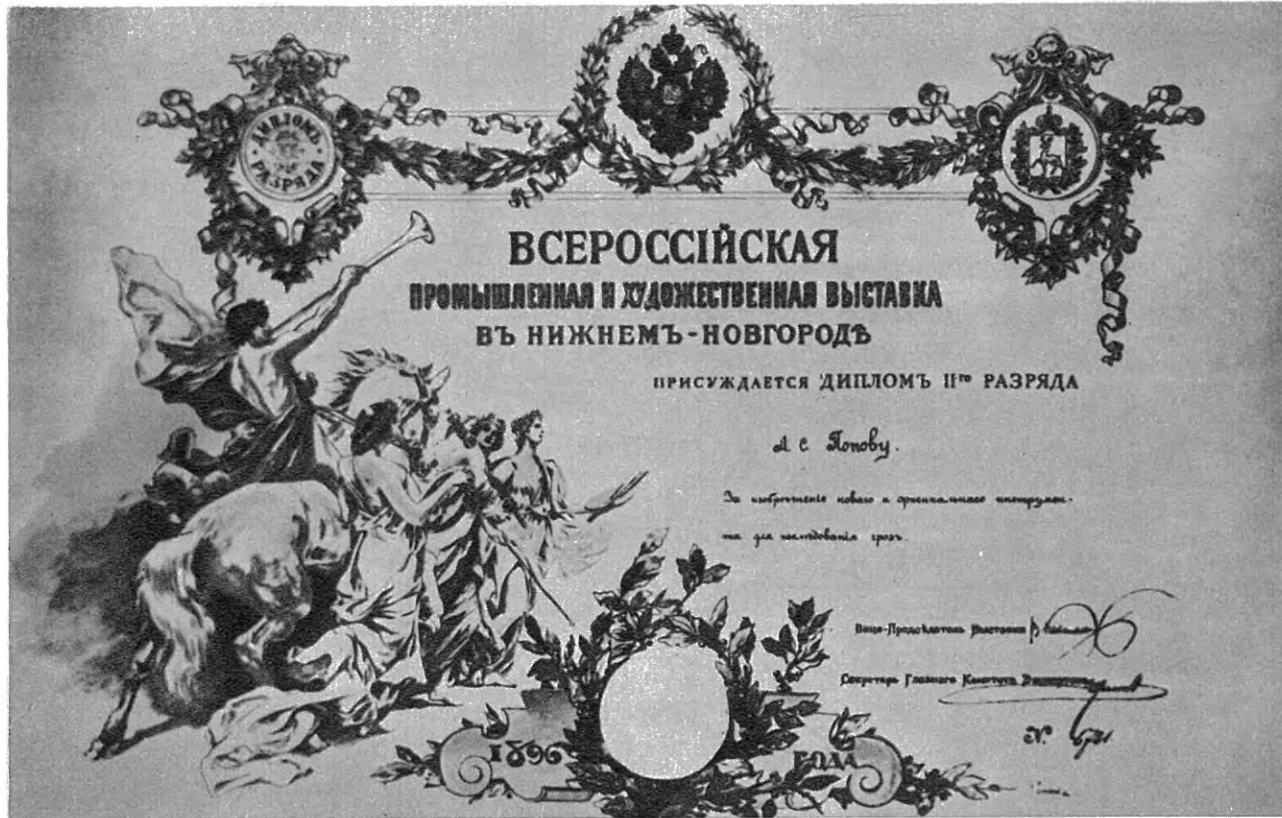 ДИПЛОМЪ
РАЗРЯДА
ВСЕРОССІЙСКАЯ
ПРОМЫШЛЕННАЯ И ХУДОЖЕСТВЕННАЯ ВЫСТАВКА
ВЪ НИЖНЕМЪ-НОВГОРОДѢ
ПРИСУЖДАЕТСЯ ДИПЛОМЪ IIго РАЗРЯДА
А. С. Попову.
За изобрѣтеніе новаго и оригинальнаго инструмен-
та для изслѣдованія грозъ.
Вице-Предсѣдатель Выставки
Секретарь Главнаго Комитета
№
1896 ГОДА